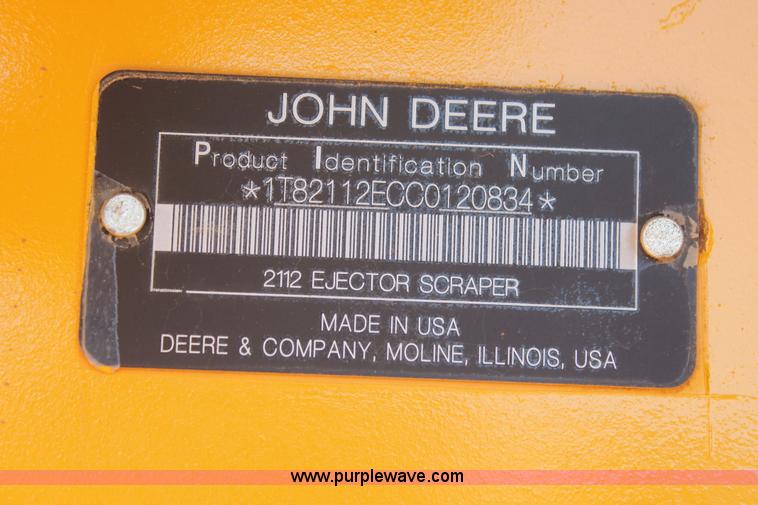 JOHN DEERE
Product Identification Number
*1T82112ECC0120834*
2112 EJECTOR SCRAPER
MADE IN USA
DEERE & COMPANY, MOLINE, ILLINOIS, USA
www.purplewave.com